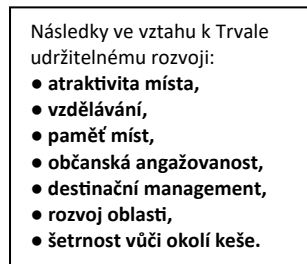 Následky ve vztahu k Trvale
udržitelnému rozvoji:
● atraktivita místa,
● vzdělávání,
● paměť míst,
● občanská angažovanost,
● destinační management,
● rozvoj oblasti,
● šetrnost vůči okolí keše.